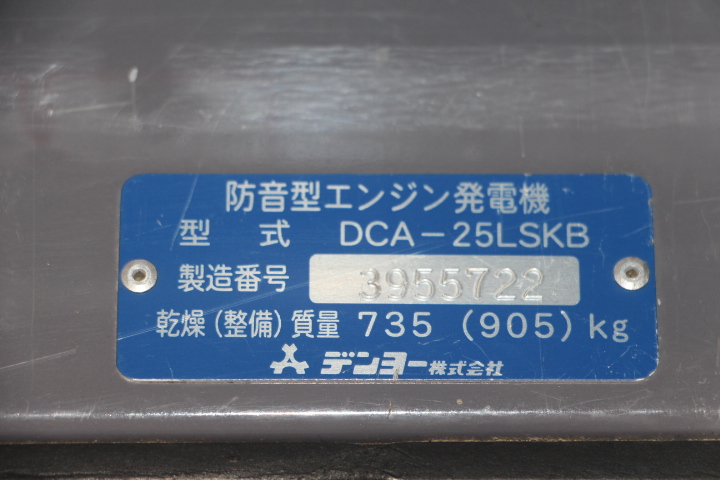 防音型エンジン発電機
型式 DCA-25LSKB
製造番号 3955722
乾燥(整備)質量 735 (905) kg
デンヨー株式会社